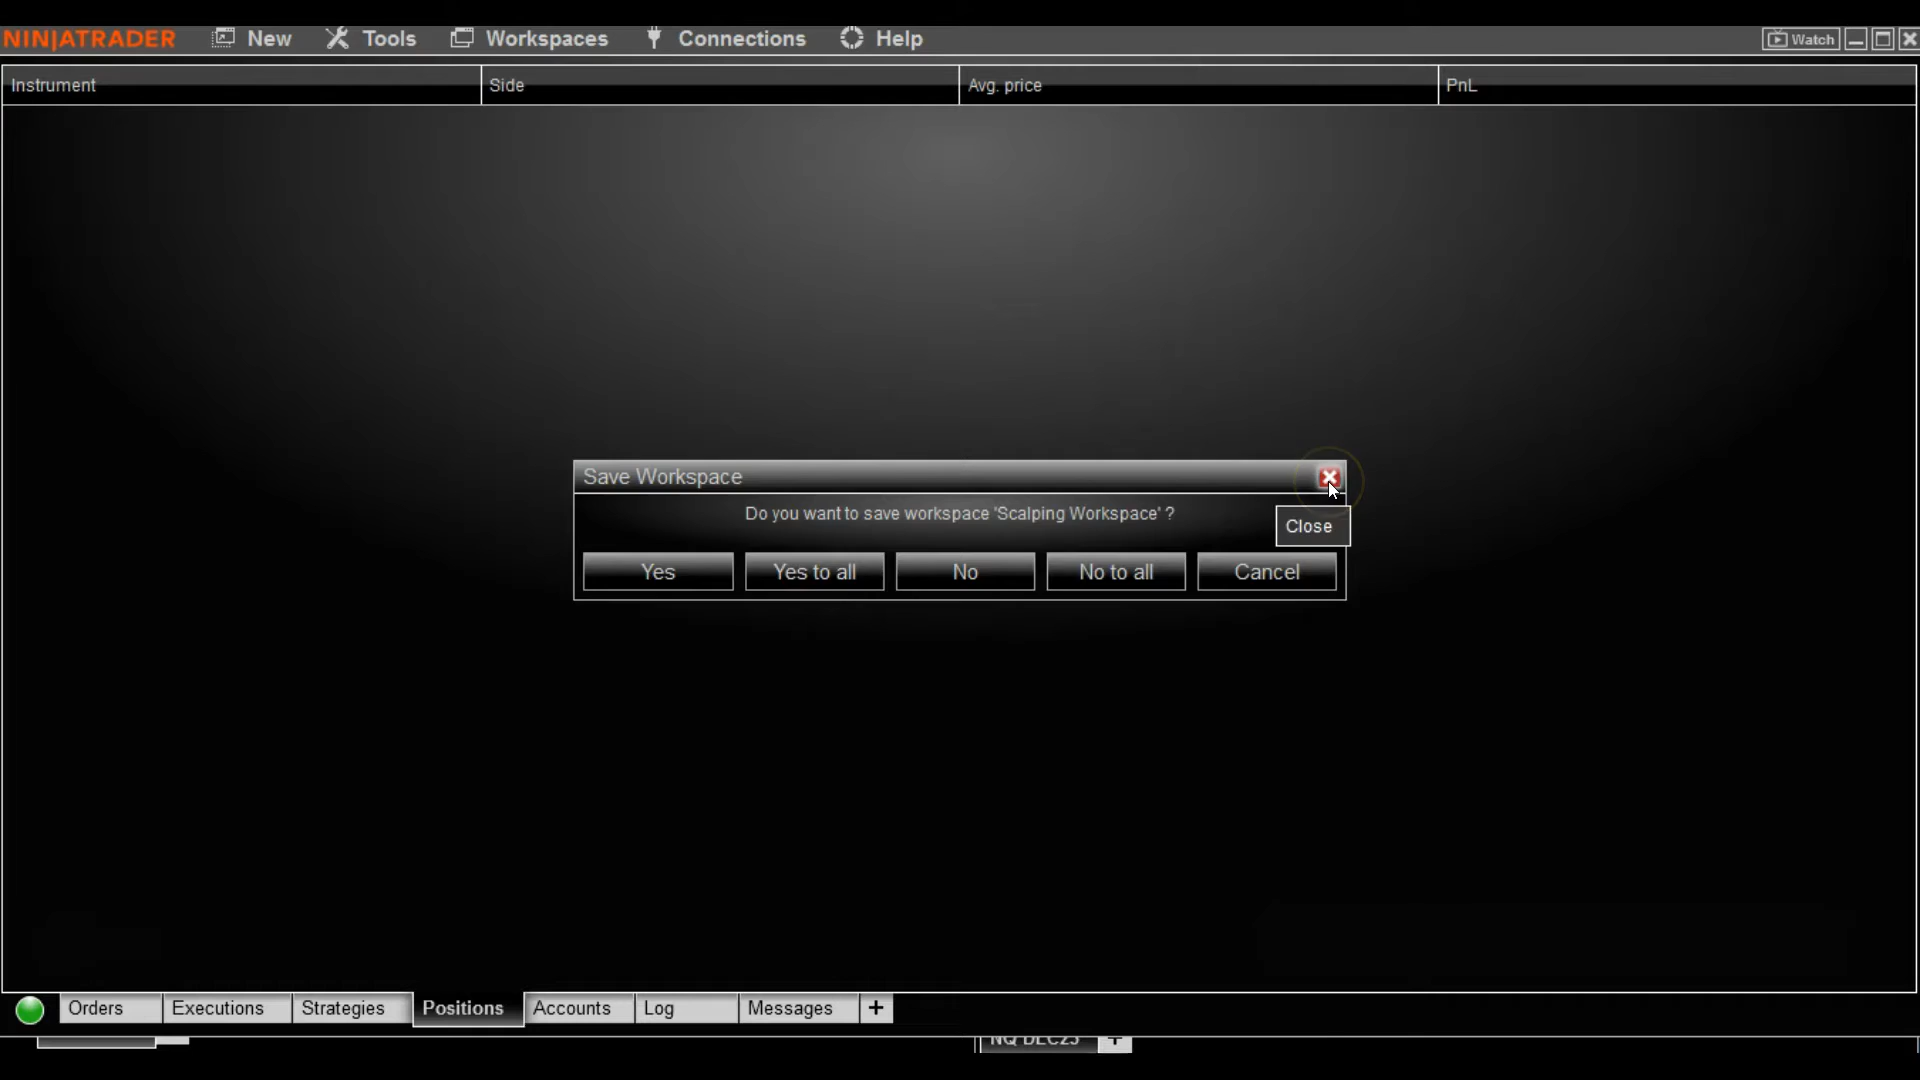 NINJATRADER New Tools Workspaces Connections Help Watch
Instrument Side Avg. price PnL
Save Workspace
Do you want to save workspace 'Scalping Workspace' ?
Close
Yes Yes to all No No to all Cancel
Orders Executions Strategies Positions Accounts Log Messages +
NQ DEC23 +